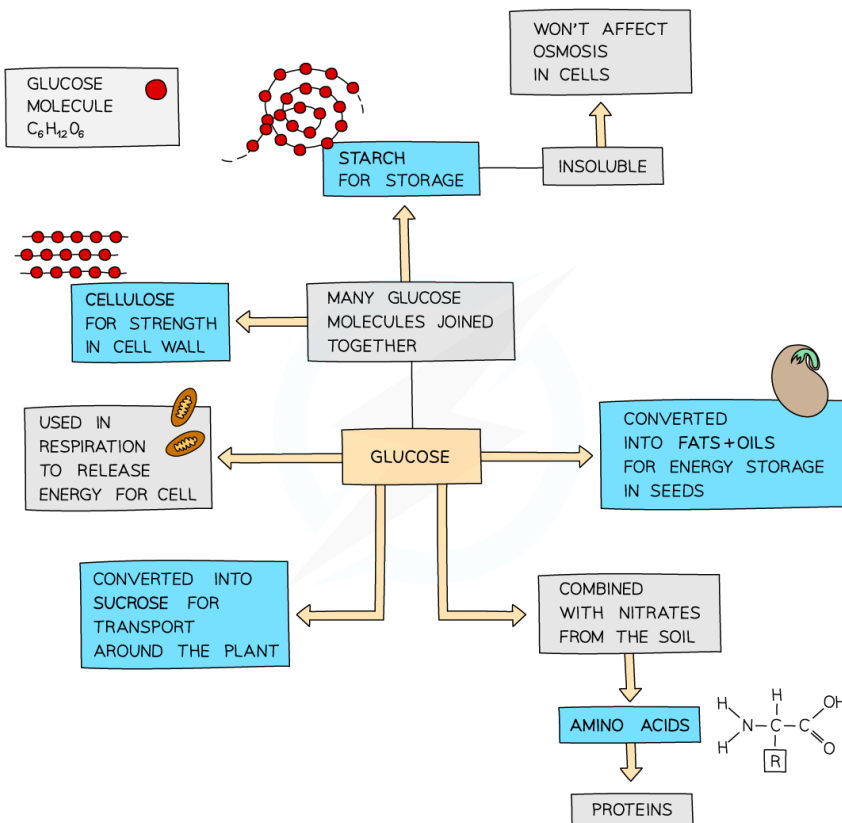 WON'T AFFECT
OSMOSIS
IN CELLS
GLUCOSE
MOLECULE
C₆H₁₂O₆
STARCH
FOR STORAGE
INSOLUBLE
CELLULOSE
FOR STRENGTH
IN CELL WALL
MANY GLUCOSE
MOLECULES JOINED
TOGETHER
USED IN
RESPIRATION
TO RELEASE
ENERGY FOR CELL
GLUCOSE
CONVERTED
INTO FATS+OILS
FOR ENERGY STORAGE
IN SEEDS
CONVERTED INTO
SUCROSE FOR
TRANSPORT
AROUND THE PLANT
COMBINED
WITH NITRATES
FROM THE SOIL
AMINO ACIDS
H H OH
N C C
H R O
PROTEINS